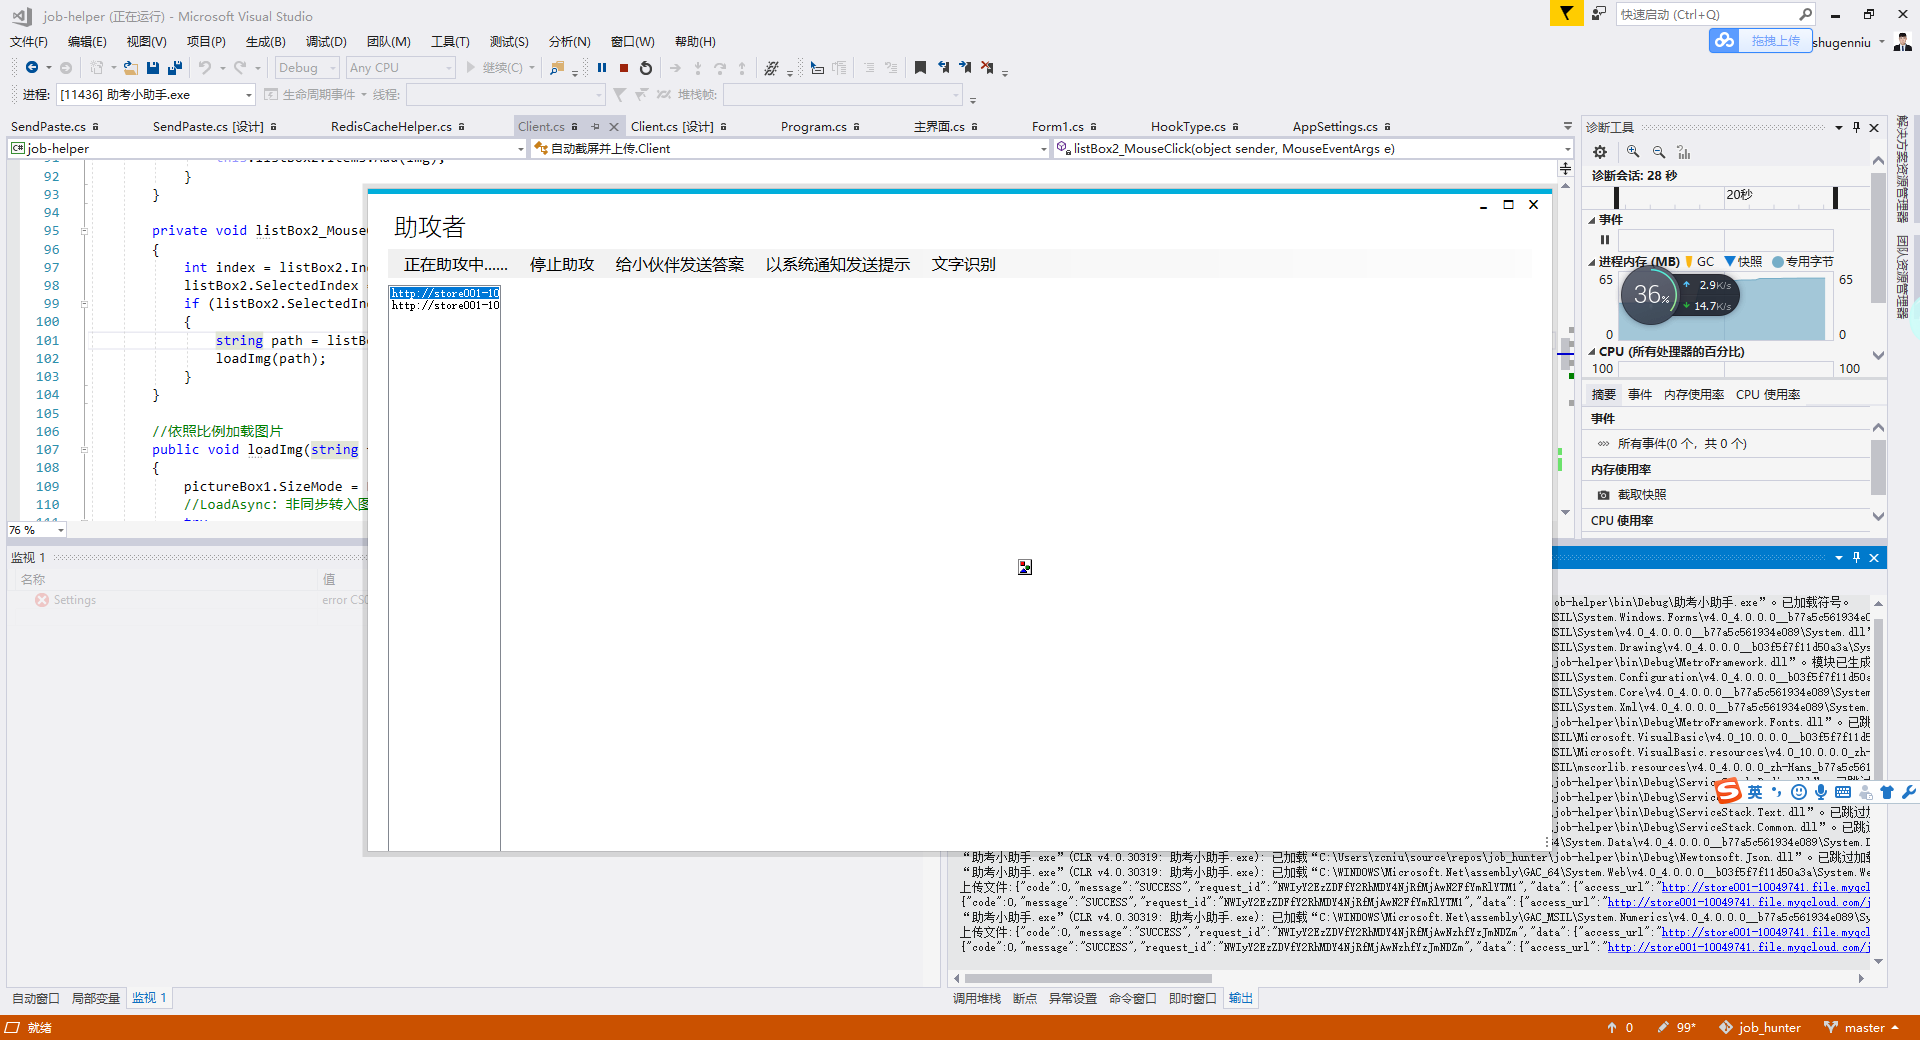 job-helper (正在运行) - Microsoft Visual Studio
快速启动 (Ctrl+Q)
文件(F) 编辑(E) 视图(V) 项目(P) 生成(B) 调试(D) 团队(M) 工具(T) 测试(S) 分析(N) 窗口(W) 帮助(H)
拖拽上传
shugenniu
Debug Any CPU 继续(C)
进程: [11436] 助考小助手.exe 生命周期事件 线程: 堆栈帧:
SendPaste.cs SendPaste.cs [设计] RedisCacheHelper.cs Client.cs Client.cs [设计] Program.cs 主界面.cs Form1.cs HookType.cs AppSettings.cs
job-helper 自动截屏并上传.Client listBox2_MouseClick(object sender, MouseEventArgs e)
92 }
93 }
94
95 private void listBox2_Mouse
96 {
97 int index = listBox2.In
98 listBox2.SelectedIndex =
99 if (listBox2.SelectedIn
100 {
101 string path = listB
102 loadImg(path);
103 }
104 }
105
106 //依照比例加载图片
107 public void loadImg(string
108 {
109 pictureBox1.SizeMode =
110 //LoadAsync: 非同步转入图
76 %
助攻者
正在助攻中...... 停止助攻 给小伙伴发送答案 以系统通知发送提示 文字识别
http://store001-10
http://store001-10
诊断工具
诊断会话: 28 秒
20秒
事件
进程内存 (MB) GC 快照 专用字节
65 65
36% 2.9K/s
14.7K/s
0 0
CPU (所有处理器的百分比)
100 100
摘要 事件 内存使用率 CPU 使用率
事件
所有事件(0 个，共 0 个)
内存使用率
截取快照
CPU 使用率
解决方案资源管理器
团队资源管理器
监视 1
名称 值
Settings error CS0
job-helper\bin\Debug\助考小助手.exe”。已加载符号。
SIL\System.Windows.Forms\v4.0_4.0.0.0__b77a5c561934e0
SIL\System\v4.0_4.0.0.0__b77a5c561934e089\System.dll”
SIL\System.Drawing\v4.0_4.0.0.0__b03f5f7f11d50a3a\Sys
job-helper\bin\Debug\MetroFramework.dll”。模块已生成
SIL\System.Configuration\v4.0_4.0.0.0__b03f5f7f11d50a
SIL\System.Core\v4.0_4.0.0.0__b77a5c561934e089\System
SIL\System.Xml\v4.0_4.0.0.0__b77a5c561934e089\System.
job-helper\bin\Debug\MetroFramework.Fonts.dll”。已跳
SIL\Microsoft.VisualBasic\v4.0_10.0.0.0__b03f5f7f11d5
SIL\Microsoft.VisualBasic.resources\v4.0_10.0.0.0_zh-
SIL\mscorlib.resources\v4.0_4.0.0.0_zh-Hans_b77a5c561
job-helper\bin\Debug\Service
英
job-helper\bin\Debug\Service
job-helper\bin\Debug\ServiceStack.Text.dll”。已跳过
job-helper\bin\Debug\ServiceStack.Common.dll”。已跳
64\System.Data\v4.0_4.0.0.0__b77a5c561934e089\System.D
“助考小助手.exe”(CLR v4.0.30319: 助考小助手.exe): 已加载“C:\Users\zcniu\source\repos\job_hunter\job-helper\bin\Debug\Newtonsoft.Json.dll”。已跳过加载
“助考小助手.exe”(CLR v4.0.30319: 助考小助手.exe): 已加载“C:\WINDOWS\Microsoft.Net\assembly\GAC_64\System.Web\v4.0_4.0.0.0__b03f5f7f11d50a3a\System.We
上传文件:{"code":0,"message":"SUCCESS","request_id":"NWIyY2EzZDFfY2RhMDY4NjRfMjAwN2FfYmRlYTM1","data":{"access_url":"http://store001-10049741.file.myqcl
{"code":0,"message":"SUCCESS","request_id":"NWIyY2EzZDFfY2RhMDY4NjRfMjAwN2FfYmRlYTM1","data":{"access_url":"http://store001-10049741.file.myqcloud.com/j
“助考小助手.exe”(CLR v4.0.30319: 助考小助手.exe): 已加载“C:\WINDOWS\Microsoft.Net\assembly\GAC_MSIL\System.Numerics\v4.0_4.0.0.0__b77a5c561934e089\Sy
上传文件:{"code":0,"message":"SUCCESS","request_id":"NWIyY2EzZDVfY2RhMDY4NjRfMjAwNzhfYzJmNDZm","data":{"access_url":"http://store001-10049741.file.myqcl
{"code":0,"message":"SUCCESS","request_id":"NWIyY2EzZDVfY2RhMDY4NjRfMjAwNzhfYzJmNDZm","data":{"access_url":"http://store001-10049741.file.myqcloud.com/j
自动窗口 局部变量 监视 1
调用堆栈 断点 异常设置 命令窗口 即时窗口 输出
就绪
0 99* job_hunter master